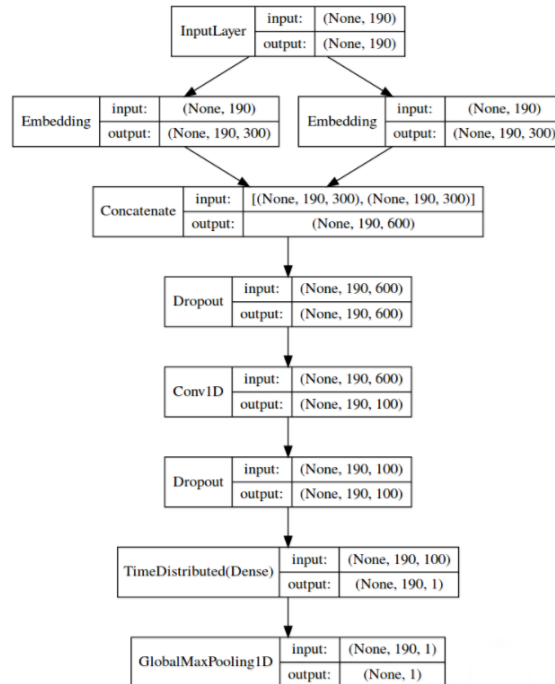 InputLayer input: (None, 190)
output: (None, 190)
Embedding input: (None, 190)
output: (None, 190, 300)
Embedding input: (None, 190)
output: (None, 190, 300)
Concatenate input: [(None, 190, 300), (None, 190, 300)]
output: (None, 190, 600)
Dropout input: (None, 190, 600)
output: (None, 190, 600)
Conv1D input: (None, 190, 600)
output: (None, 190, 100)
Dropout input: (None, 190, 100)
output: (None, 190, 100)
TimeDistributed(Dense) input: (None, 190, 100)
output: (None, 190, 1)
GlobalMaxPooling1D input: (None, 190, 1)
output: (None, 1)